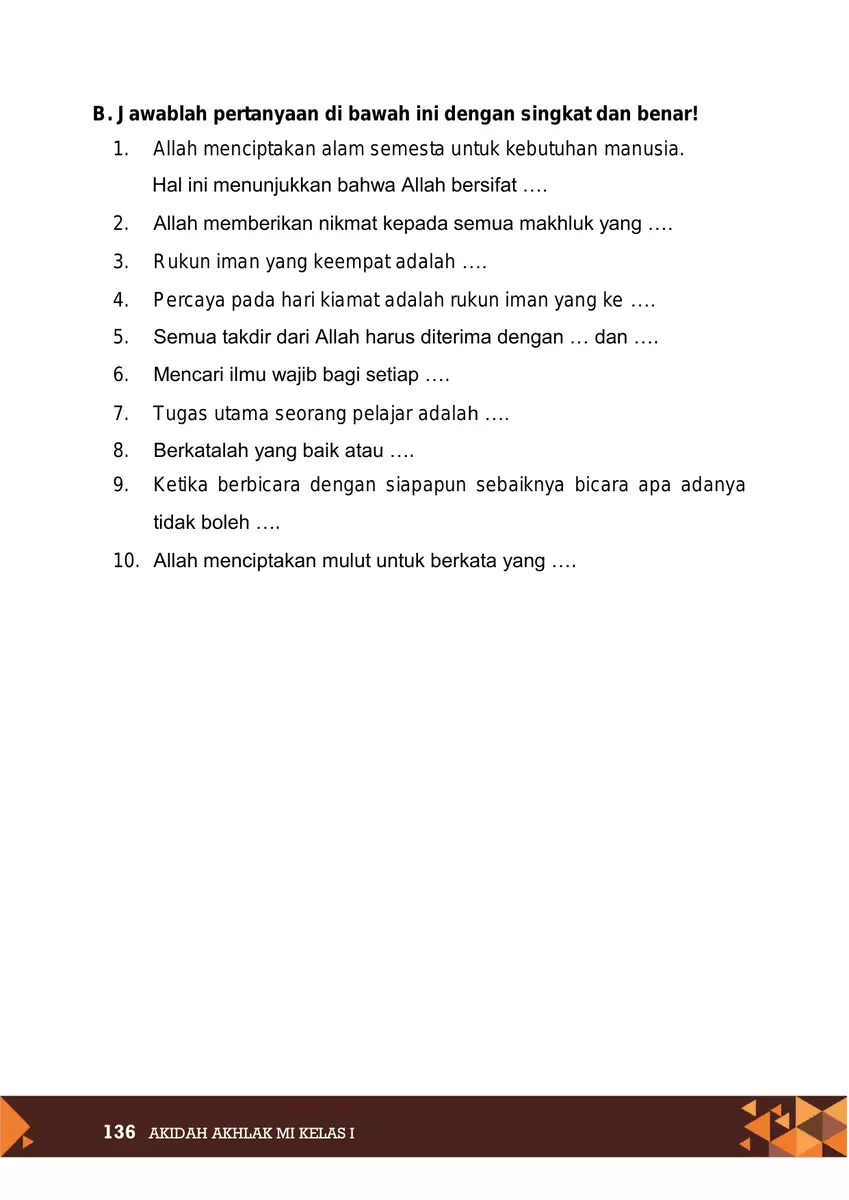 B. Jawablah pertanyaan di bawah ini dengan singkat dan benar!
1. Allah menciptakan alam semesta untuk kebutuhan manusia.
Hal ini menunjukkan bahwa Allah bersifat ….
2. Allah memberikan nikmat kepada semua makhluk yang ….
3. Rukun iman yang keempat adalah ….
4. Percaya pada hari kiamat adalah rukun iman yang ke ….
5. Semua takdir dari Allah harus diterima dengan … dan ….
6. Mencari ilmu wajib bagi setiap ….
7. Tugas utama seorang pelajar adalah ….
8. Berkatalah yang baik atau ….
9. Ketika berbicara dengan siapapun sebaiknya bicara apa adanya
tidak boleh ….
10. Allah menciptakan mulut untuk berkata yang ….
136 AKIDAH AKHLAK MI KELAS I